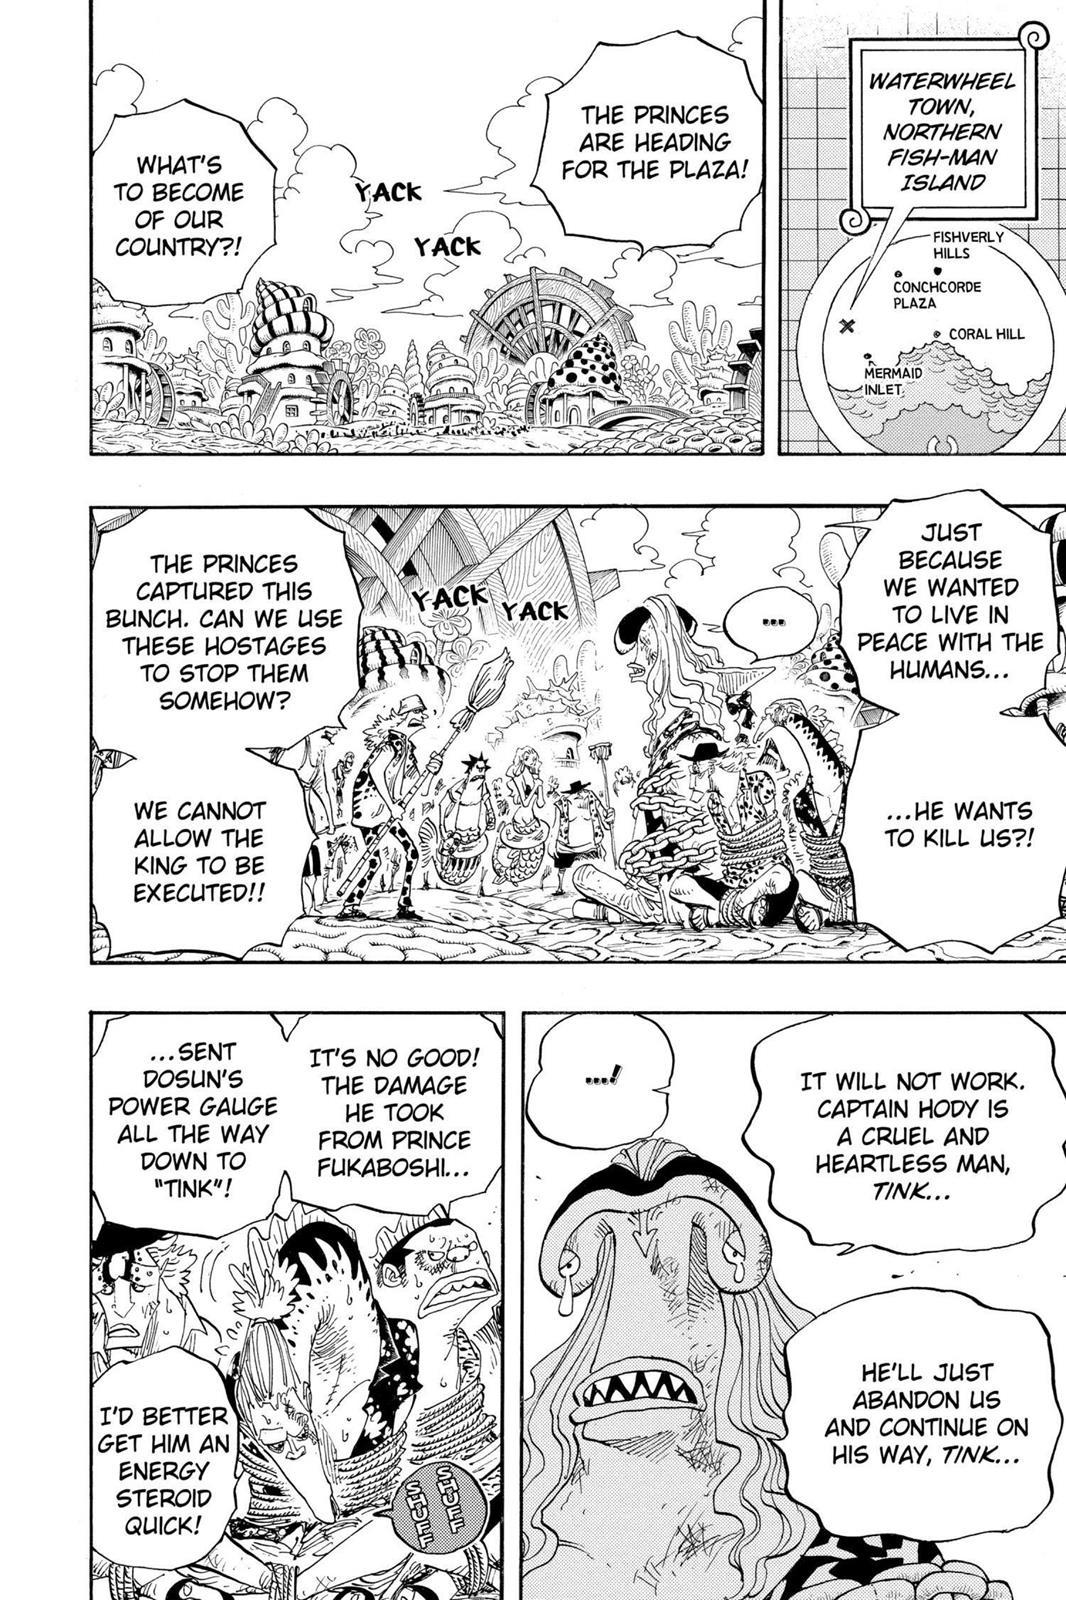 WATERWHEEL
TOWN,
NORTHERN
FISH-MAN
ISLAND
FISHVERLY
HILLS
CONCHCORDE
PLAZA
CORAL HILL
MERMAID
INLET
THE PRINCES
ARE HEADING
FOR THE PLAZA!
YACK
YACK
WHAT'S
TO BECOME
OF OUR
COUNTRY?!
JUST
BECAUSE
WE WANTED
TO LIVE IN
PEACE WITH THE
HUMANS...
...HE WANTS
TO KILL US?!
...
YACK
YACK
THE PRINCES
CAPTURED THIS
BUNCH. CAN WE USE
THESE HOSTAGES
TO STOP THEM
SOMEHOW?
WE CANNOT
ALLOW THE
KING TO BE
EXECUTED!!
IT WILL NOT WORK.
CAPTAIN HODY IS
A CRUEL AND
HEARTLESS MAN,
TINK...
...!
HE'LL JUST
ABANDON US
AND CONTINUE ON
HIS WAY, TINK...
IT'S NO GOOD!
THE DAMAGE
HE TOOK
FROM PRINCE
FUKABOSHI...
...SENT
DOSUN'S
POWER GAUGE
ALL THE WAY
DOWN TO
"TINK"!
I'D BETTER
GET HIM AN
ENERGY
STEROID
QUICK!
SHUFF
SHUFF